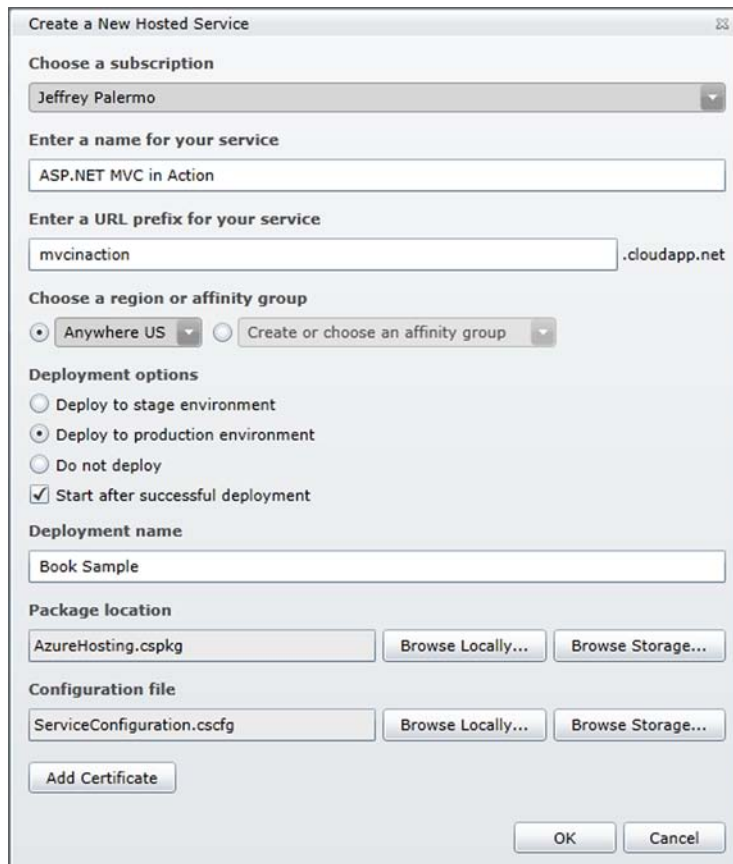 Create a New Hosted Service
Choose a subscription
Jeffrey Palermo
Enter a name for your service
ASP.NET MVC in Action
Enter a URL prefix for your service
mvcinaction .cloudapp.net
Choose a region or affinity group
Anywhere US Create or choose an affinity group
Deployment options
Deploy to stage environment
Deploy to production environment
Do not deploy
Start after successful deployment
Deployment name
Book Sample
Package location
AzureHosting.cspkg Browse Locally... Browse Storage...
Configuration file
ServiceConfiguration.cscfg Browse Locally... Browse Storage...
Add Certificate
OK Cancel